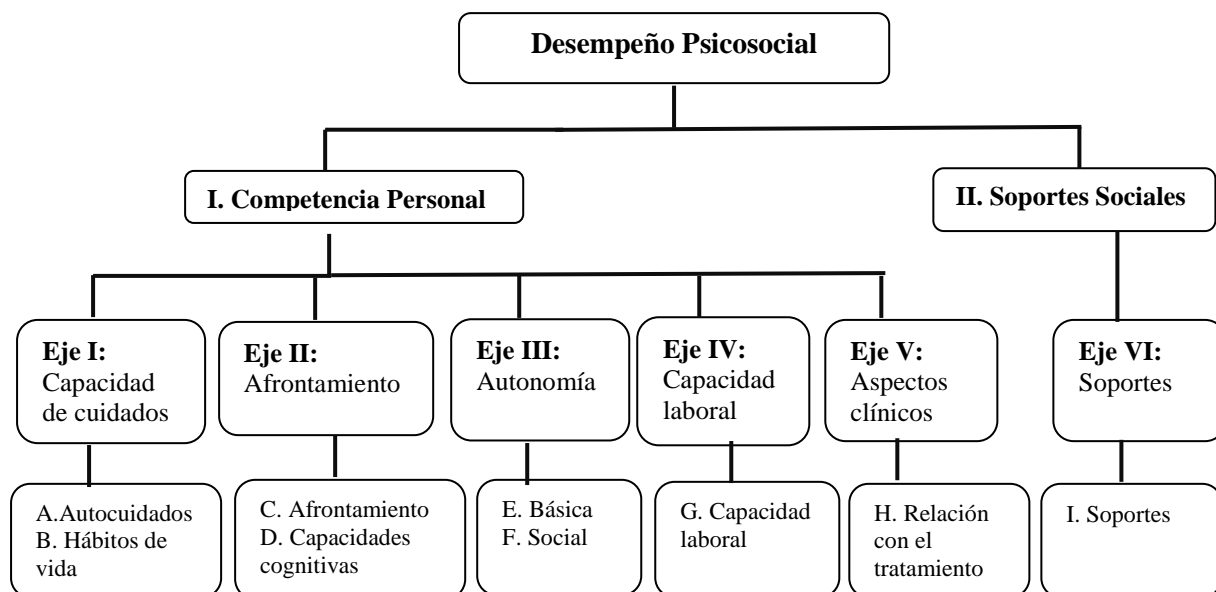 Desempeño Psicosocial
I. Competencia Personal
II. Soportes Sociales
Eje I:
Capacidad
de cuidados
Eje II:
Afrontamiento
Eje III:
Autonomía
Eje IV:
Capacidad
laboral
Eje V:
Aspectos
clínicos
Eje VI:
Soportes
A.Autocuidados
B. Hábitos de
vida
C. Afrontamiento
D. Capacidades
cognitivas
E. Básica
F. Social
G. Capacidad
laboral
H. Relación
con el
tratamiento
I. Soportes